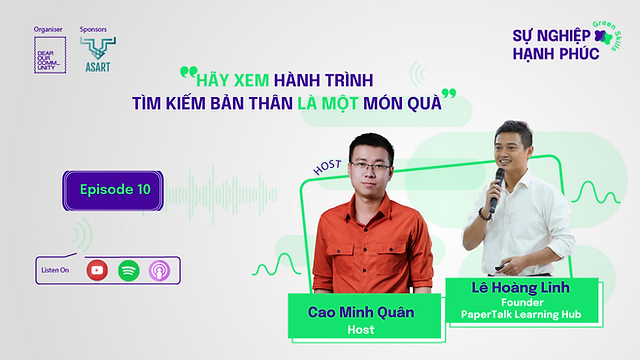 Organiser
Sponsors
DEAR
OUR
COMM_
UNITY
ASART
SỰ NGHIỆP
HẠNH PHÚC
Green Skills
"HÃY XEM HÀNH TRÌNH
TÌM KIẾM BẢN THÂN LÀ MỘT MÓN QUÀ"
HOST
Episode 10
Listen On
Cao Minh Quân
Host
Lê Hoàng Linh
Founder
PaperTalk Learning Hub